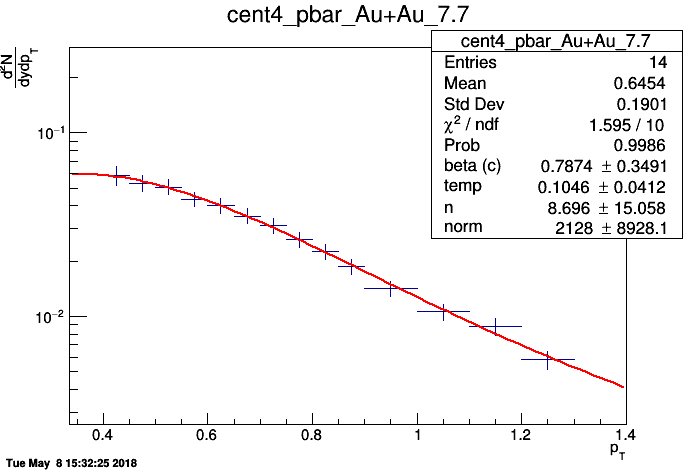 cent4_pbar_Au+Au_7.7
d²N
dydp_T
cent4_pbar_Au+Au_7.7
Entries 14
Mean 0.6454
Std Dev 0.1901
χ² / ndf 1.595 / 10
Prob 0.9986
beta (c) 0.7874 ± 0.3491
temp 0.1046 ± 0.0412
n 8.696 ± 15.058
norm 2128 ± 8928.1
10⁻¹
10⁻²
0.4 0.6 0.8 1 1.2 1.4
p_T
Tue May 8 15:32:25 2018